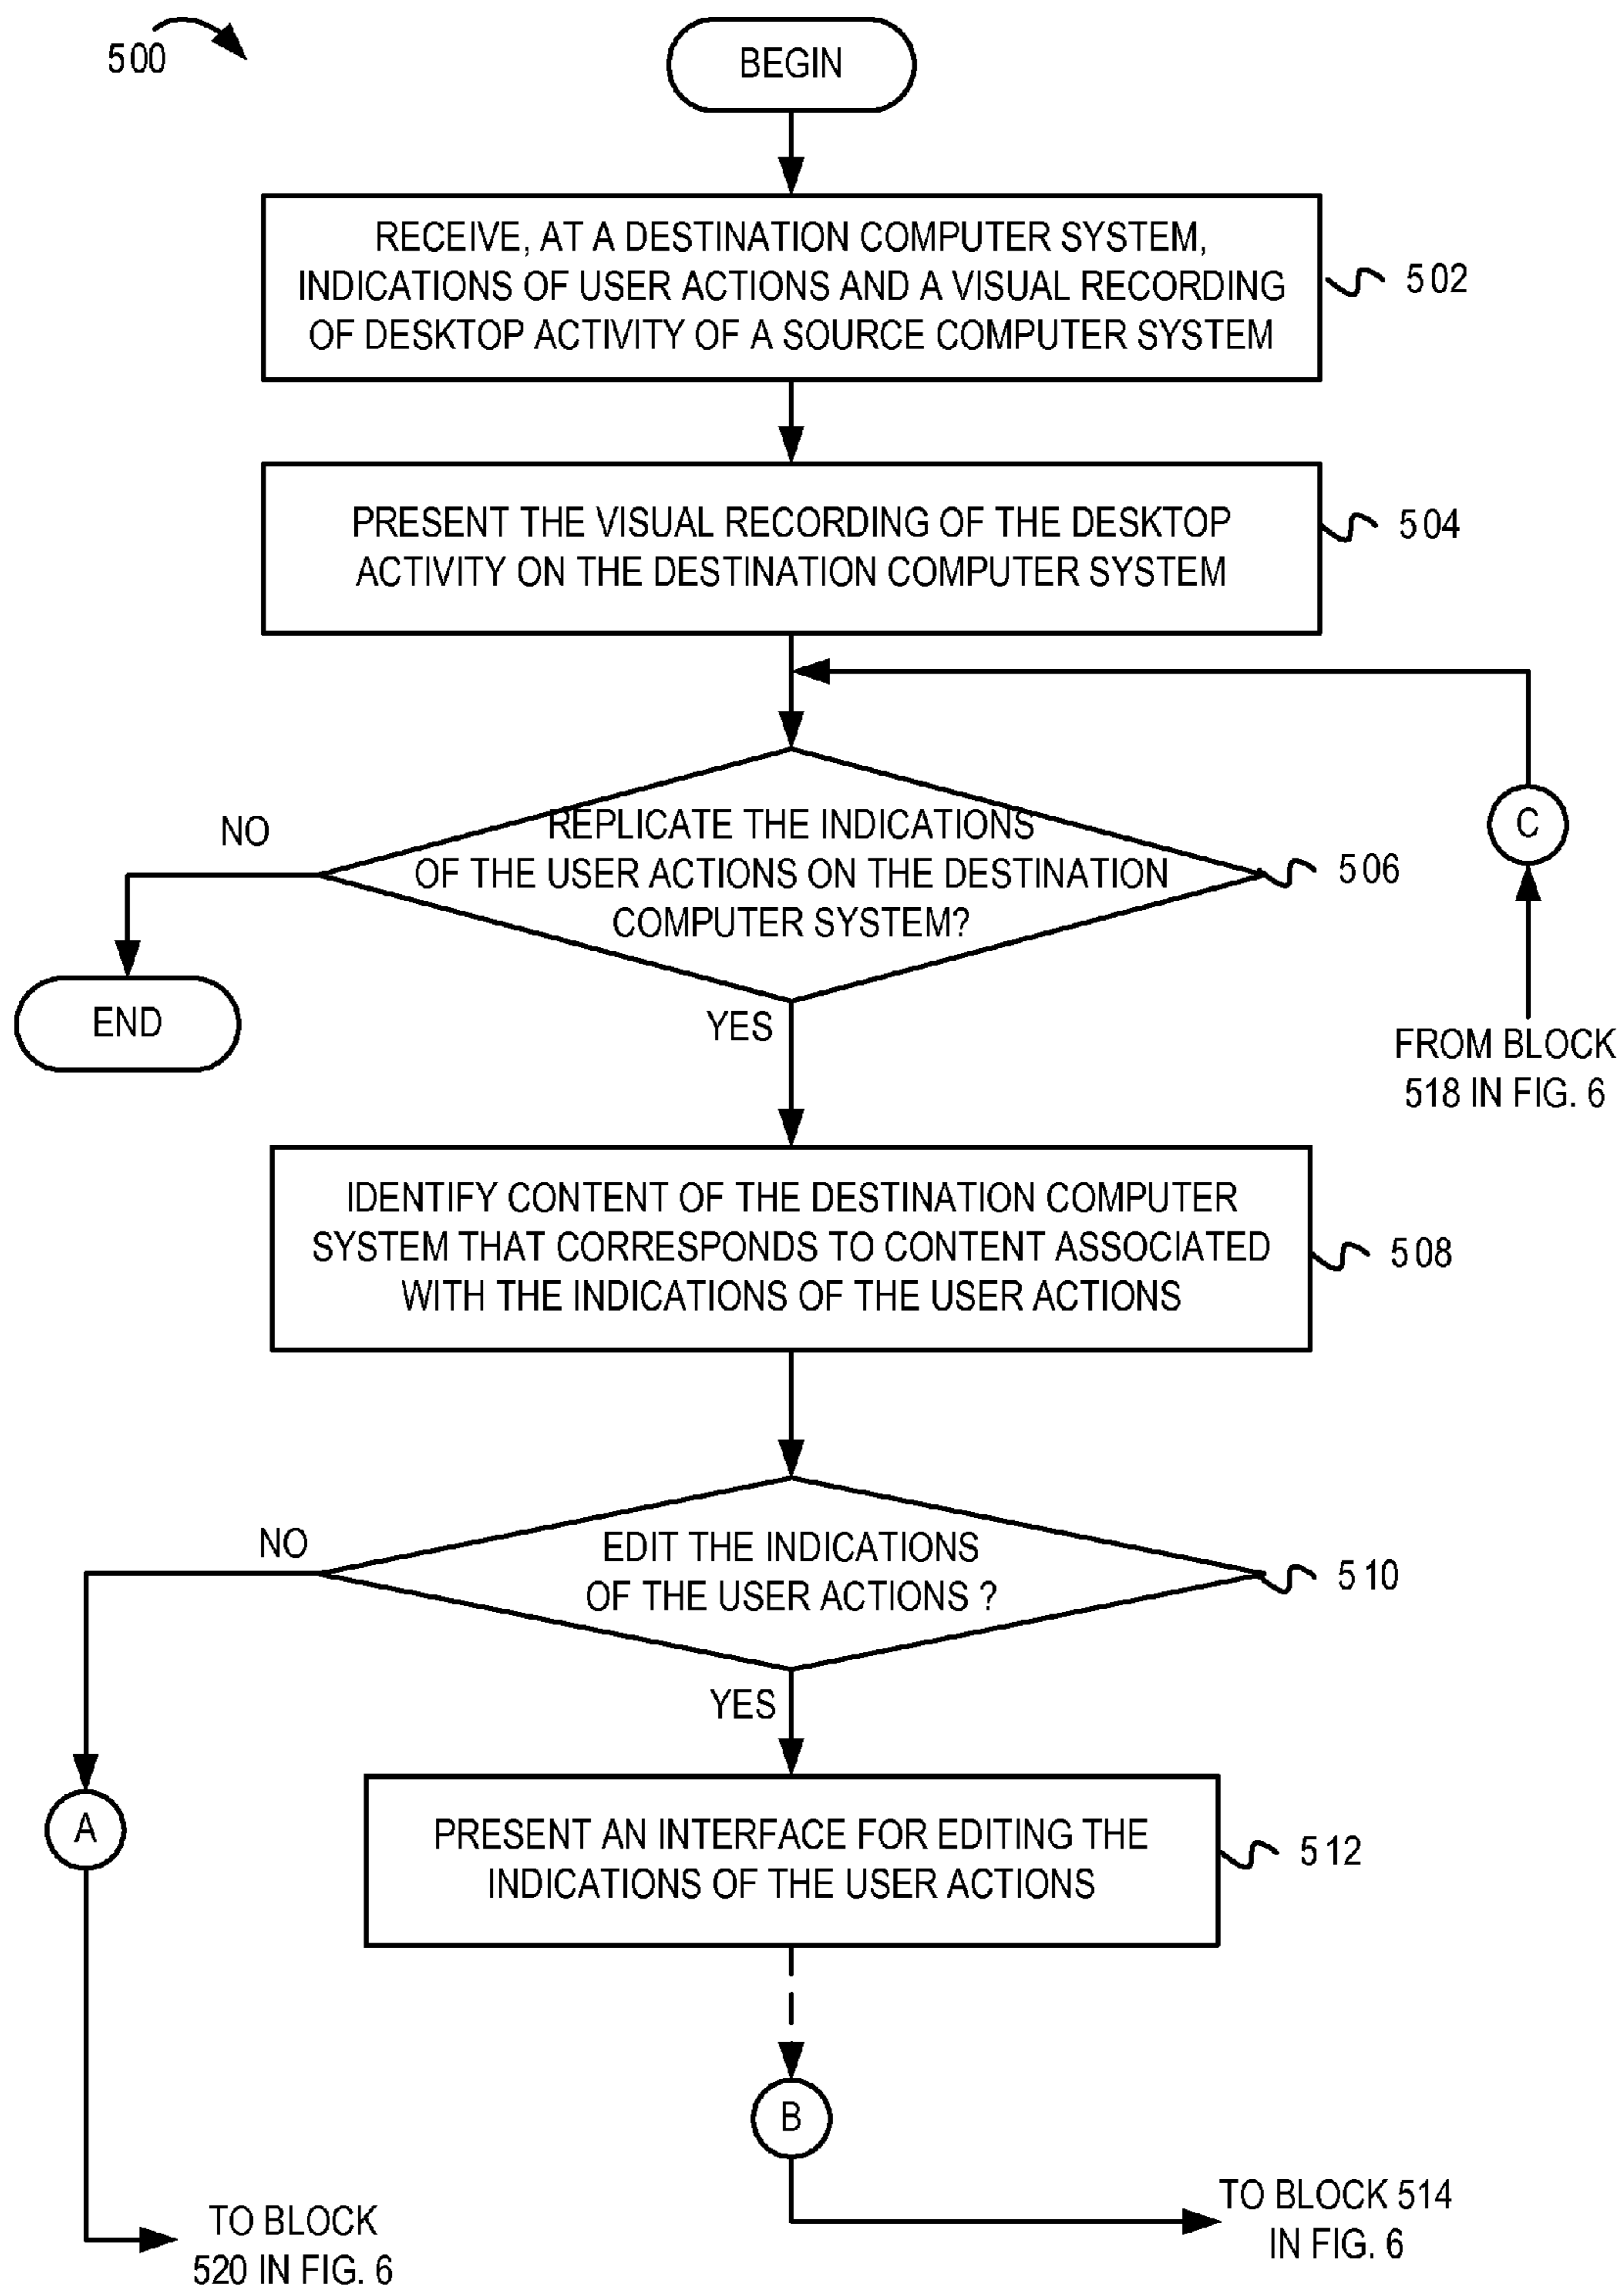 500
BEGIN
RECEIVE, AT A DESTINATION COMPUTER SYSTEM,
INDICATIONS OF USER ACTIONS AND A VISUAL RECORDING
OF DESKTOP ACTIVITY OF A SOURCE COMPUTER SYSTEM
502
PRESENT THE VISUAL RECORDING OF THE DESKTOP
ACTIVITY ON THE DESTINATION COMPUTER SYSTEM
504
NO
REPLICATE THE INDICATIONS
OF THE USER ACTIONS ON THE DESTINATION
COMPUTER SYSTEM?
506
C
END
YES
FROM BLOCK
518 IN FIG. 6
IDENTIFY CONTENT OF THE DESTINATION COMPUTER
SYSTEM THAT CORRESPONDS TO CONTENT ASSOCIATED
WITH THE INDICATIONS OF THE USER ACTIONS
508
NO
EDIT THE INDICATIONS
OF THE USER ACTIONS ?
510
YES
A
PRESENT AN INTERFACE FOR EDITING THE
INDICATIONS OF THE USER ACTIONS
512
B
TO BLOCK
520 IN FIG. 6
TO BLOCK 514
IN FIG. 6